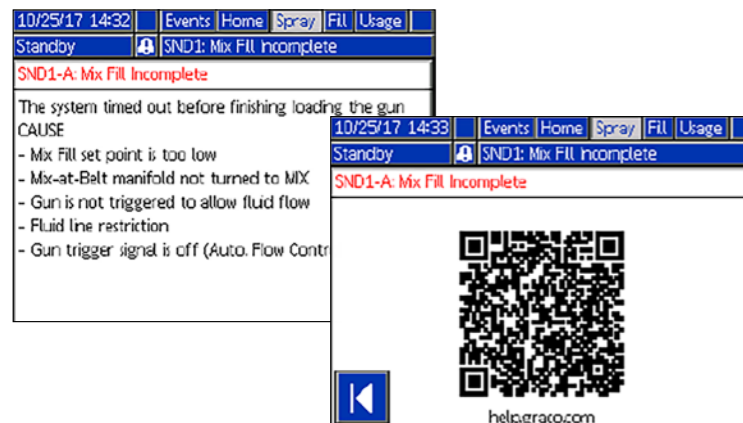 10/25/17 14:32 Events Home Spray Fill Usage
Standby SND1: Mix Fill Incomplete
SND1-A: Mix Fill Incomplete
The system timed out before finishing loading the gun
CAUSE
- Mix Fill set point is too low
- Mix-at-Belt manifold not turned to MIX
- Gun is not triggered to allow fluid flow
- Fluid line restriction
- Gun trigger signal is off (Auto. Flow Contr
10/25/17 14:33 Events Home Spray Fill Usage
Standby SND1: Mix Fill Incomplete
SND1-A: Mix Fill Incomplete
help.graco.com